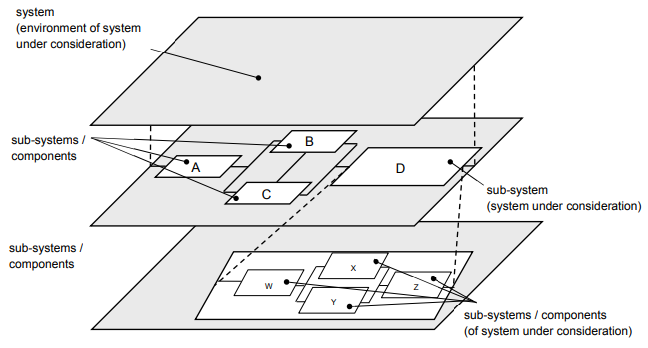 system
(environment of system
under consideration)
sub-systems /
components
A
B
C
D
sub-system
(system under consideration)
sub-systems /
components
W
X
Y
Z
sub-systems / components
(of system under consideration)